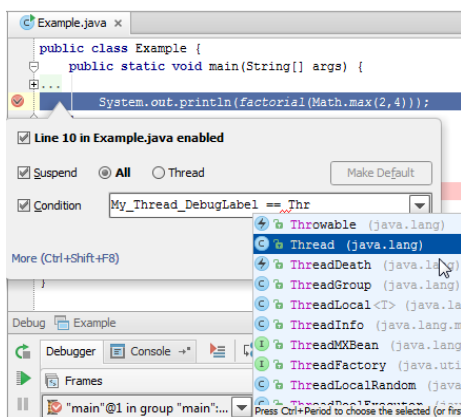 Example.java ×
public class Example {
public static void main(String[] args) {
...
System.out.println(factorial(Math.max(2,4)));
Line 10 in Example.java enabled
Suspend All Thread Make Default
Condition My_Thread_DebugLabel == Thr
Throwable (java.lang)
Thread (java.lang)
ThreadDeath (java.lang)
More (Ctrl+Shift+F8)
ThreadGroup (java.lang)
}
ThreadLocal<T> (java.la
ThreadInfo (java.lang.m
Debug Example
ThreadMXBean (java.lang
Debugger Console
ThreadFactory (java.uti
Frames
ThreadLocalRandom (java
"main"@1 in group "main":...
Press Ctrl+Period to choose the selected (or firs